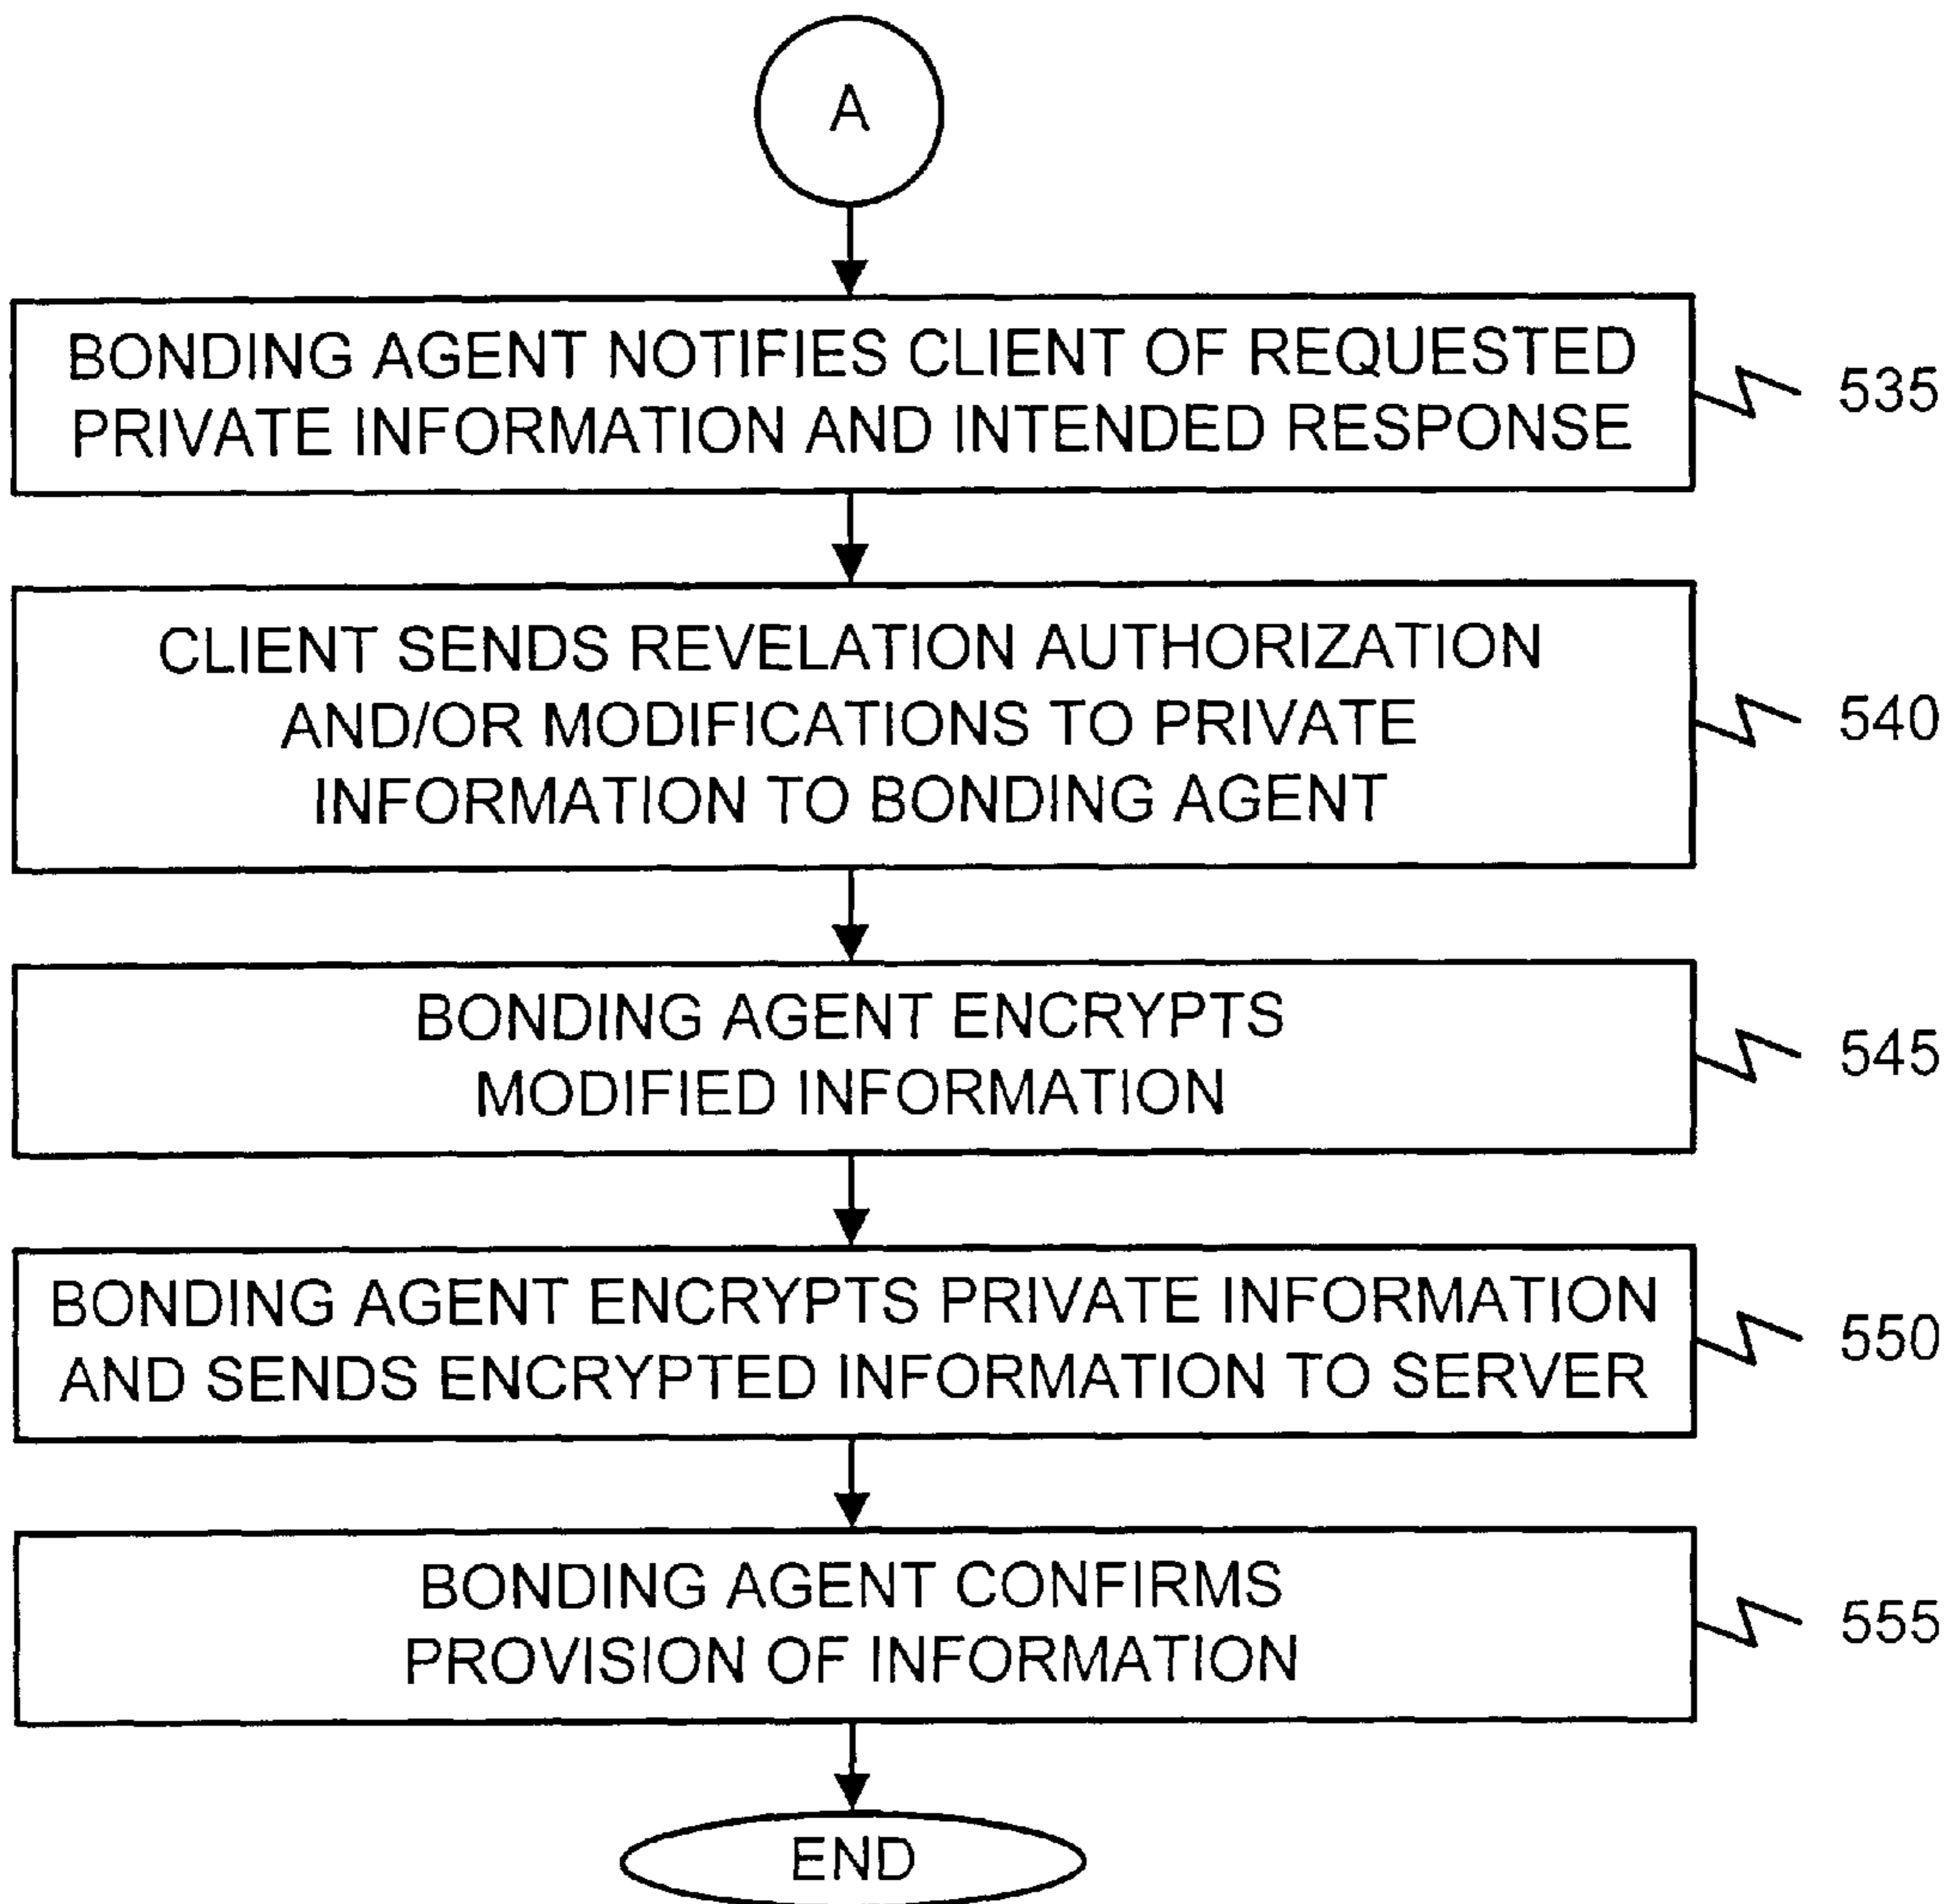 A
BONDING AGENT NOTIFIES CLIENT OF REQUESTED
PRIVATE INFORMATION AND INTENDED RESPONSE
535
CLIENT SENDS REVELATION AUTHORIZATION
AND/OR MODIFICATIONS TO PRIVATE
INFORMATION TO BONDING AGENT
540
BONDING AGENT ENCRYPTS
MODIFIED INFORMATION
545
BONDING AGENT ENCRYPTS PRIVATE INFORMATION
AND SENDS ENCRYPTED INFORMATION TO SERVER
550
BONDING AGENT CONFIRMS
PROVISION OF INFORMATION
555
END